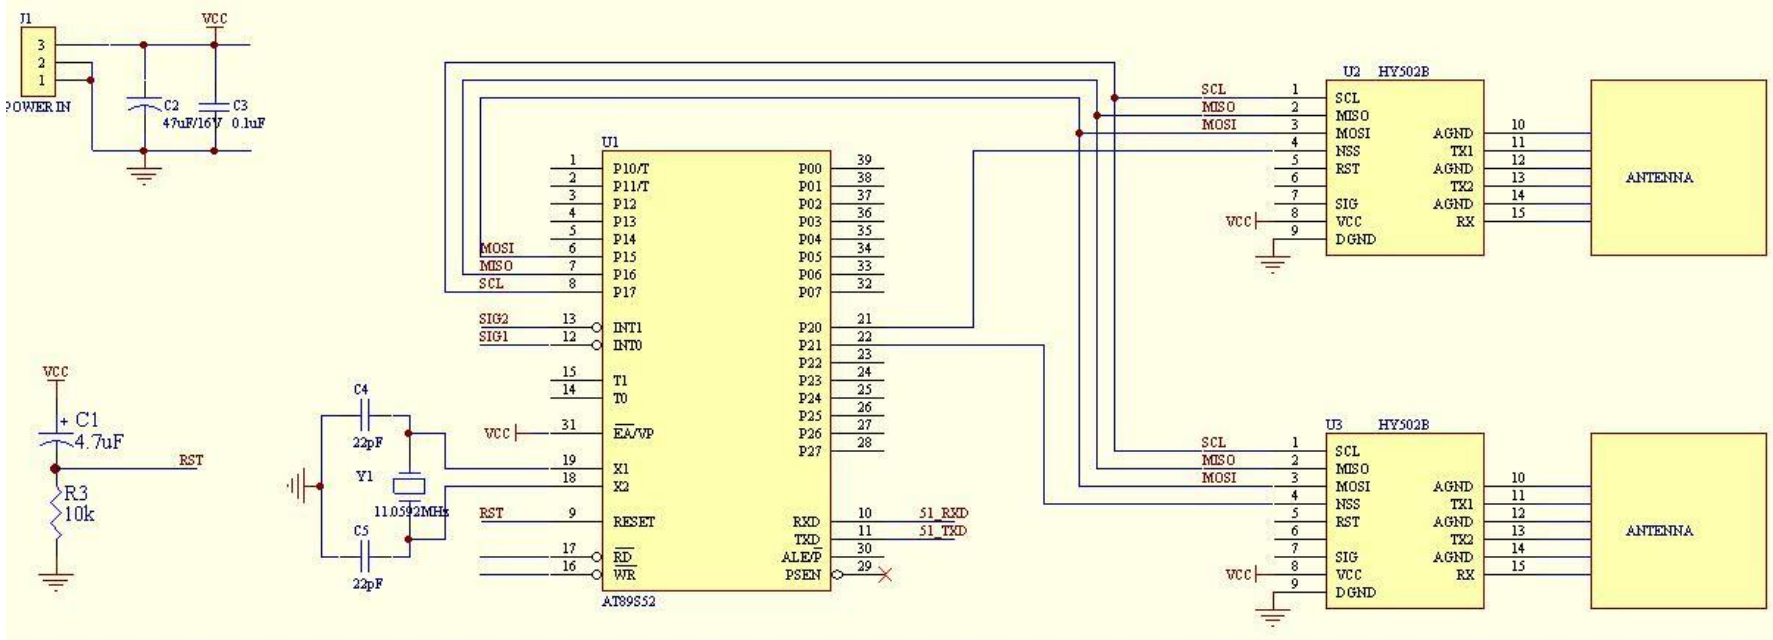 J1
VCC
3
2
1
POWER IN
C2
47uF/16V
C3
0.1uF
VCC
+ C1
4.7uF
RST
R3
10k
C4
22pF
Y1
11.0592MHz
C5
22pF
U1
1 P10/T
2 P11/T
3 P12
4 P13
5 P14
MOSI 6 P15
MISO 7 P16
SCL 8 P17
SIG2 13 INT1
SIG1 12 INT0
15 T1
14 T0
VCC 31 EA/VP
19 X1
18 X2
RST 9 RESET
17 RD
16 WR
P00 39
P01 38
P02 37
P03 36
P04 35
P05 34
P06 33
P07 32
P20 21
P21 22
P22 23
P23 24
P24 25
P25 26
P26 27
P27 28
RXD 10 51_RXD
TXD 11 51_TXD
ALE/P 30
PSEN 29
AT89S52
U2 HY502B
SCL 1 SCL
MISO 2 MISO
MOSI 3 MOSI
4 NSS
5 RST
6
7 SIG
VCC 8 VCC
9 DGND
AGND 10
TX1 11
AGND 12
TX2 13
AGND 14
RX 15
ANTENNA
U3 HY502B
SCL 1 SCL
MISO 2 MISO
MOSI 3 MOSI
4 NSS
5 RST
6
7 SIG
VCC 8 VCC
9 DGND
AGND 10
TX1 11
AGND 12
TX2 13
AGND 14
RX 15
ANTENNA